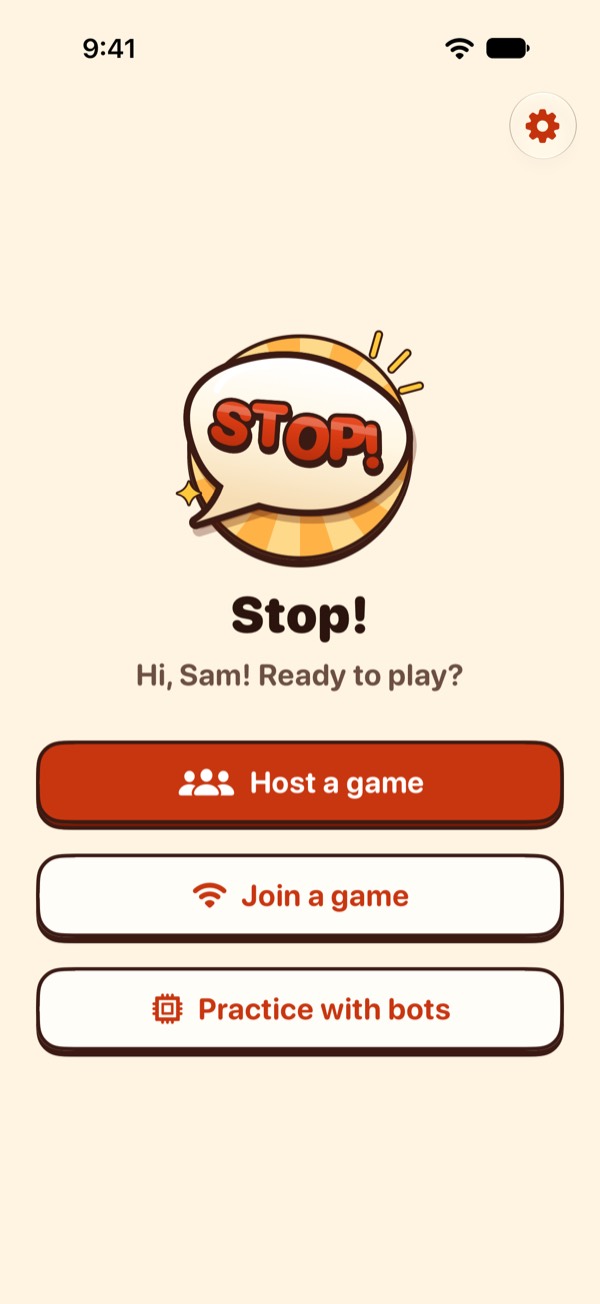 9:41
STOP!
Stop!
Hi, Sam! Ready to play?
Host a game
Join a game
Practice with bots